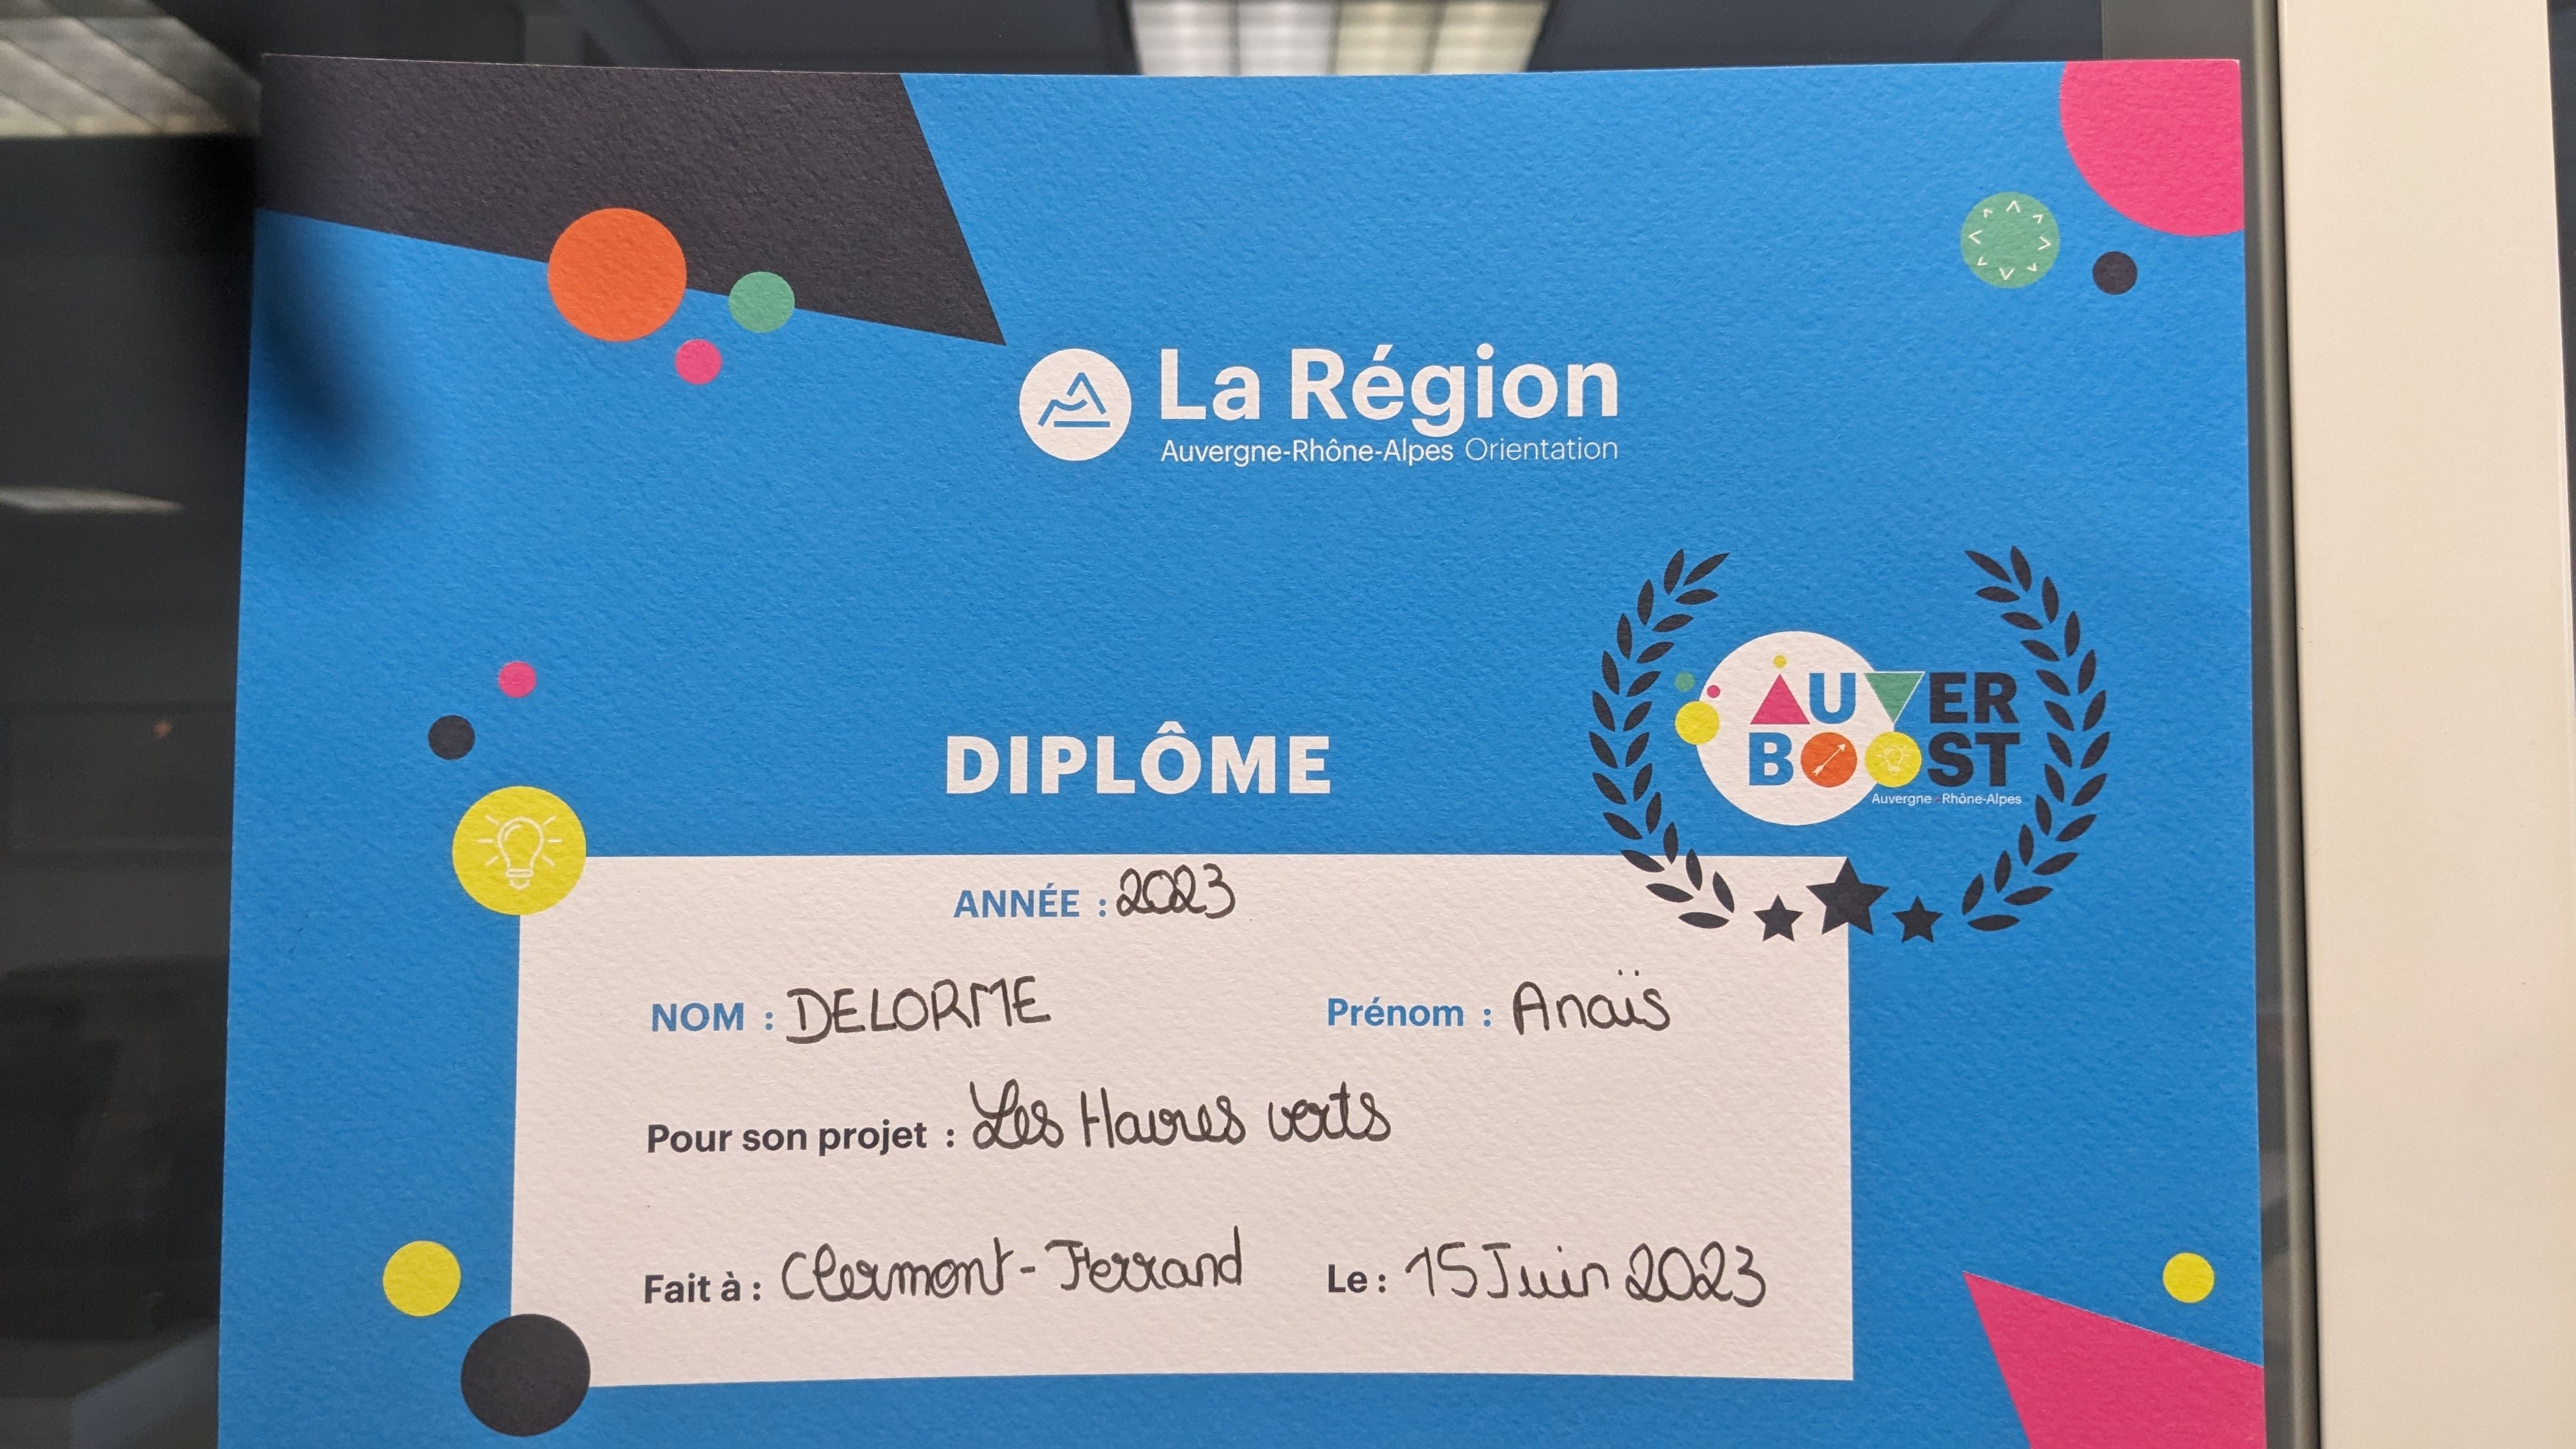 La Région
Auvergne-Rhône-Alpes Orientation
AUVER
BOOST
Auvergne-Rhône-Alpes
DIPLÔME
ANNÉE : 2023
NOM : DELORME Prénom : Anaïs
Pour son projet : Les Havres verts
Fait à : Clermont-Ferrand Le : 15 Juin 2023